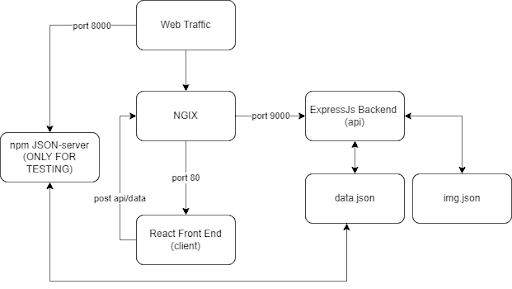 port 8000
Web Traffic
NGIX
port 9000
ExpressJs Backend
(api)
npm JSON-server
(ONLY FOR
TESTING)
port 80
post api/data
data.json
img.json
React Front End
(client)